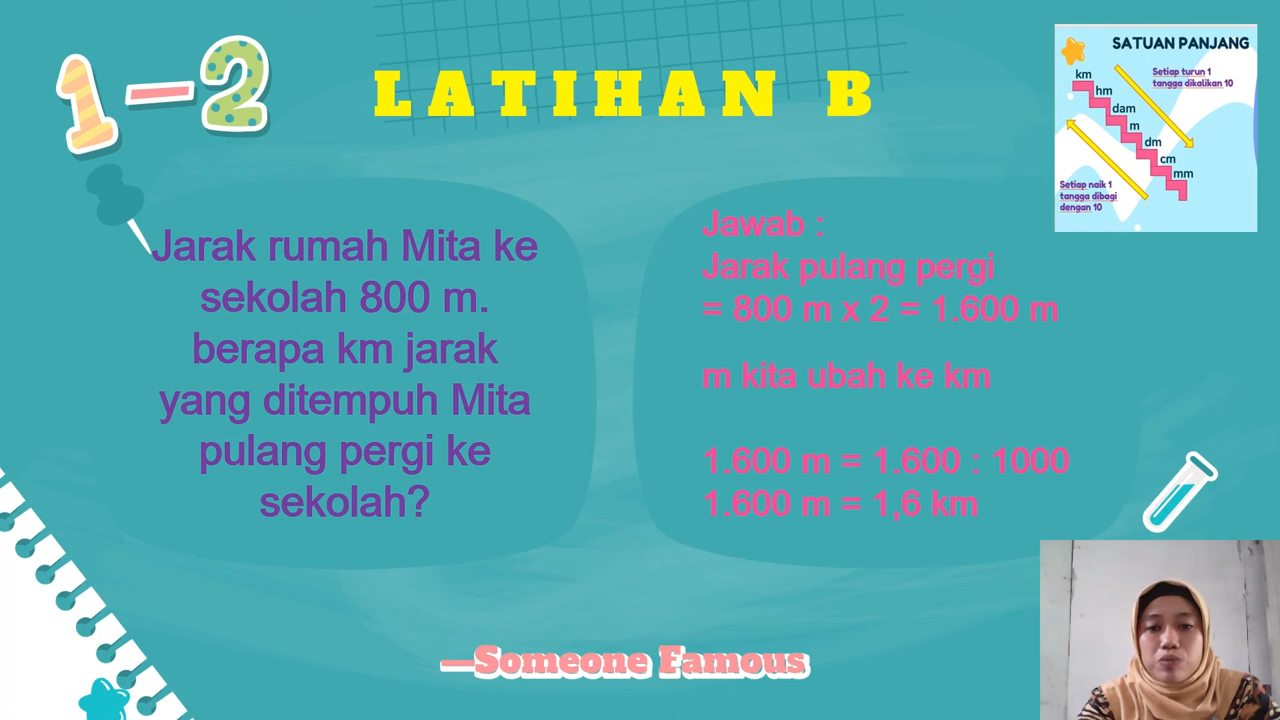 1-2
LATIHAN B
SATUAN PANJANG
km
hm
dam
m
dm
cm
mm
Setiap turun 1
tangga dikalikan 10
Setiap naik 1
tangga dibagi
dengan 10
Jarak rumah Mita ke
sekolah 800 m.
berapa km jarak
yang ditempuh Mita
pulang pergi ke
sekolah?
Jawab :
Jarak pulang pergi
= 800 m x 2 = 1.600 m
m kita ubah ke km
1.600 m = 1.600 : 1000
1.600 m = 1,6 km
—Someone Famous